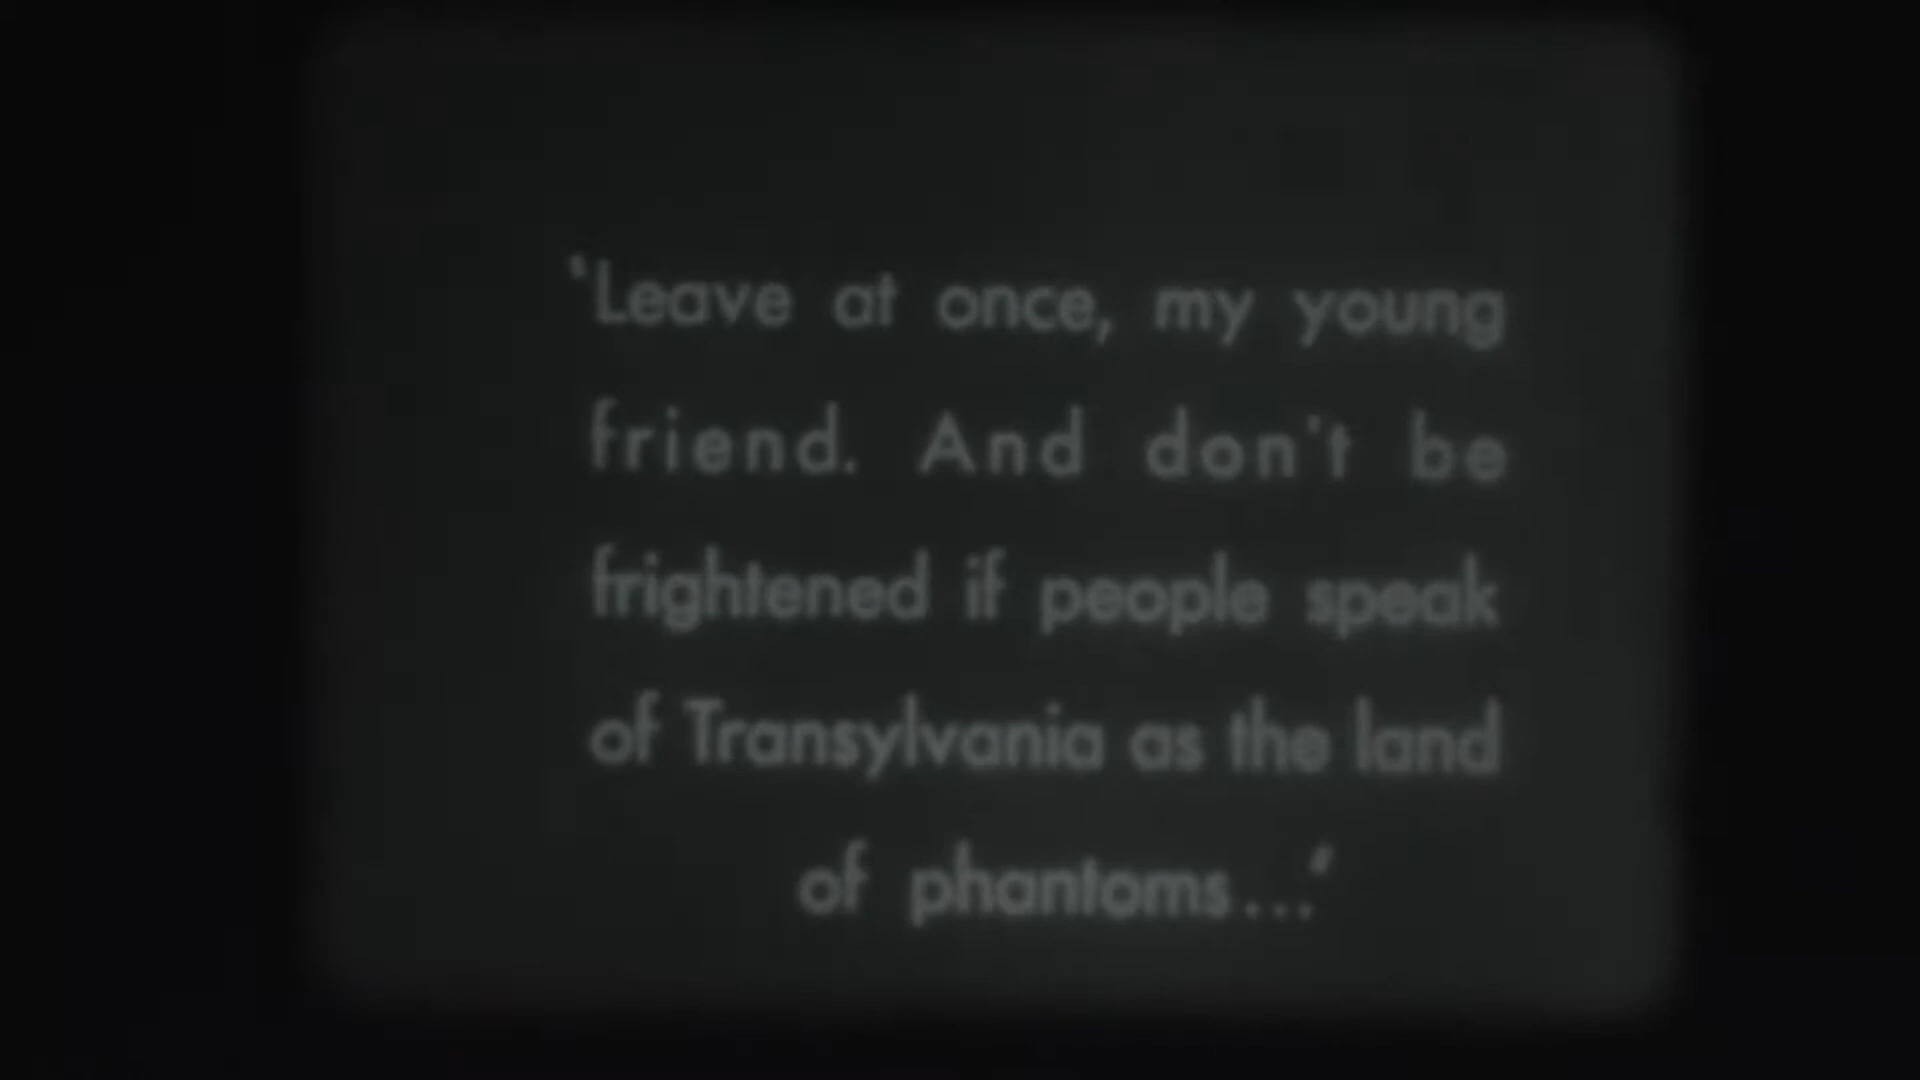 'Leave at once, my young
friend. And don't be
frightened if people speak
of Transylvania as the land
of phantoms...'